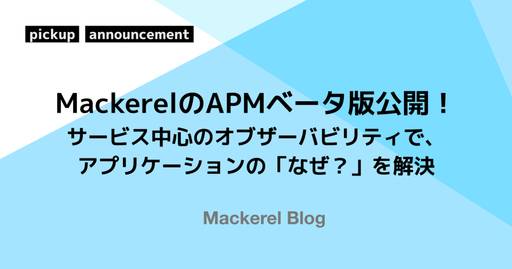 pickup announcement
MackerelのAPMベータ版公開！
サービス中心のオブザーバビリティで、
アプリケーションの「なぜ？」を解決
Mackerel Blog